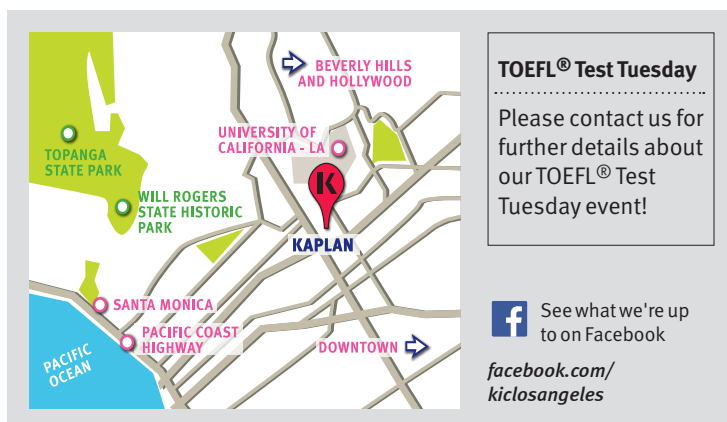 BEVERLY HILLS
AND HOLLYWOOD
UNIVERSITY OF
CALIFORNIA - LA
TOPANGA
STATE PARK
WILL ROGERS
STATE HISTORIC
PARK
K
KAPLAN
SANTA MONICA
PACIFIC COAST
HIGHWAY
DOWNTOWN
PACIFIC
OCEAN
TOEFL® Test Tuesday
Please contact us for
further details about
our TOEFL® Test
Tuesday event!
f
See what we're up
to on Facebook
facebook.com/
kiclosangeles